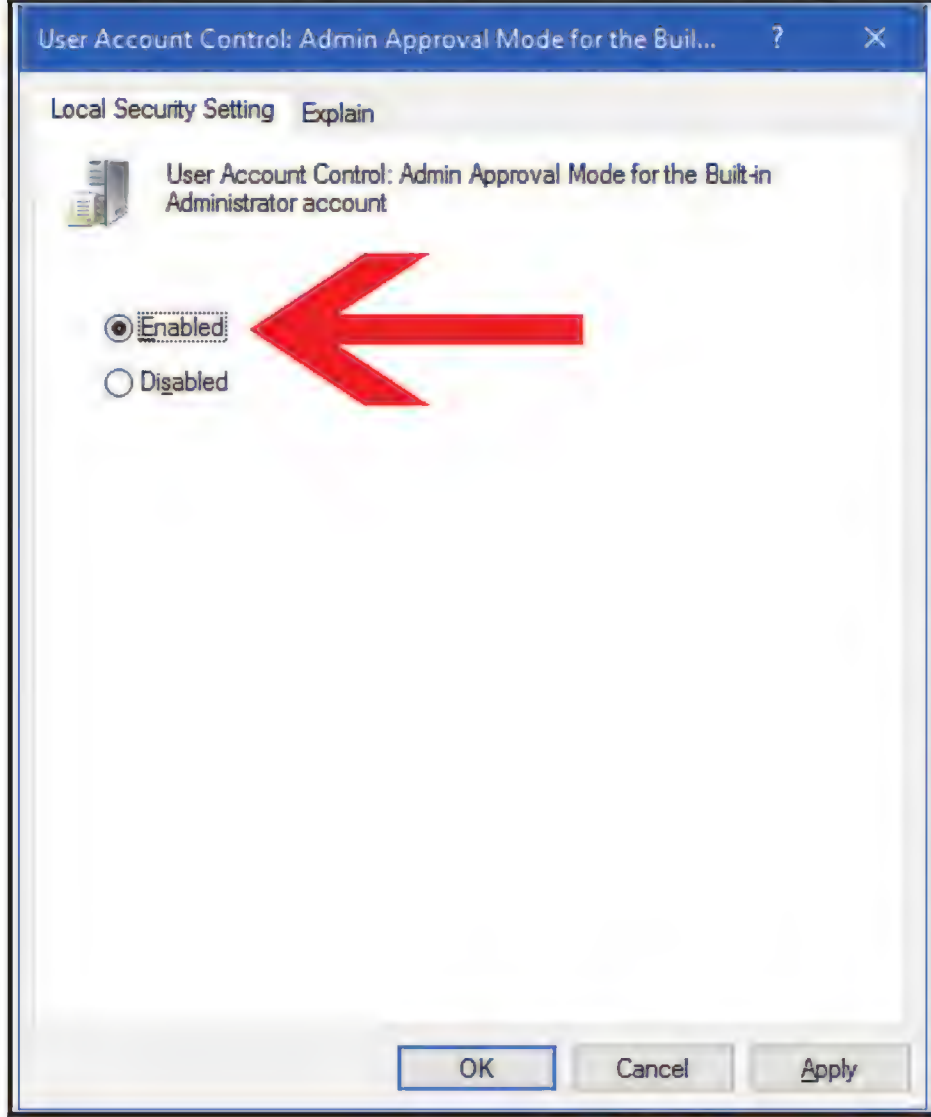 User Account Control: Admin Approval Mode for the Buil... ? ×
Local Security Setting Explain
User Account Control: Admin Approval Mode for the Built-in
Administrator account
Enabled
Disabled
OK Cancel Apply